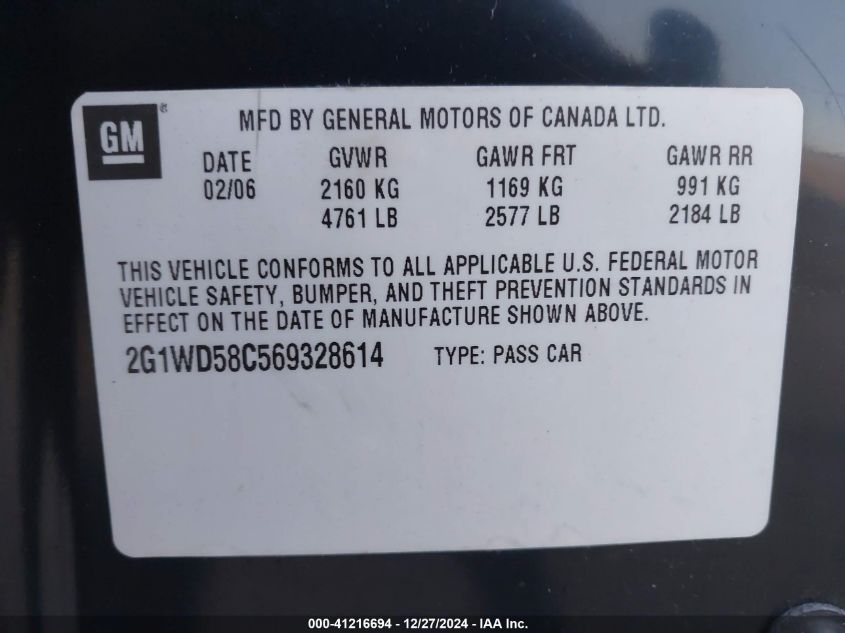 GM®
MFD BY GENERAL MOTORS OF CANADA LTD.
DATE GVWR GAWR FRT GAWR RR
02/06 2160 KG 1169 KG 991 KG
4761 LB 2577 LB 2184 LB
THIS VEHICLE CONFORMS TO ALL APPLICABLE U.S. FEDERAL MOTOR
VEHICLE SAFETY, BUMPER, AND THEFT PREVENTION STANDARDS IN
EFFECT ON THE DATE OF MANUFACTURE SHOWN ABOVE.
2G1WD58C569328614 TYPE: PASS CAR
000-41216694 - 12/27/2024 - IAA Inc.